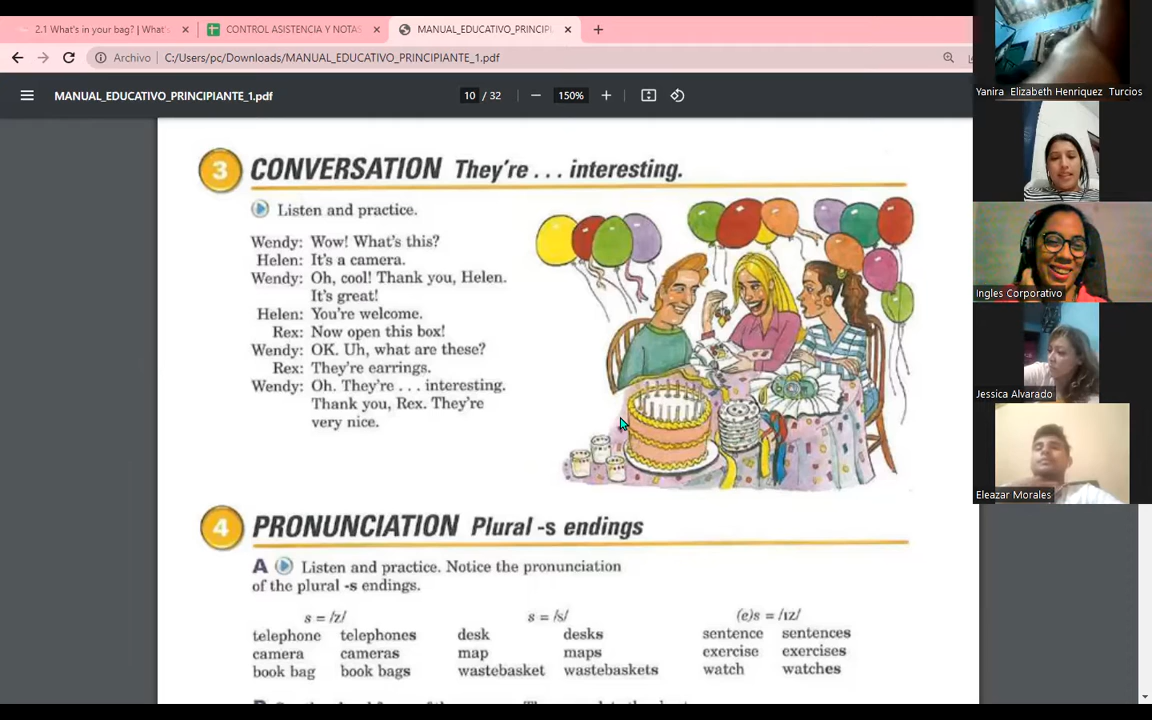 2.1 What's in your bag? | What's
CONTROL ASISTENCIA Y NOTAS
MANUAL_EDUCATIVO_PRINCIPI
Archivo
C:/Users/pc/Downloads/MANUAL_EDUCATIVO_PRINCIPIANTE_1.pdf
MANUAL_EDUCATIVO_PRINCIPIANTE_1.pdf
10 / 32
150%
3 CONVERSATION They're . . . interesting.
Listen and practice.
Wendy: Wow! What's this?
Helen: It's a camera.
Wendy: Oh, cool! Thank you, Helen.
It's great!
Helen: You're welcome.
Rex: Now open this box!
Wendy: OK. Uh, what are these?
Rex: They're earrings.
Wendy: Oh. They're . . . interesting.
Thank you, Rex. They're
very nice.
4 PRONUNCIATION Plural -s endings
A Listen and practice. Notice the pronunciation
of the plural -s endings.
s = /z/ s = /s/ (e)s = /ɪz/
telephone telephones desk desks sentence sentences
camera cameras map maps exercise exercises
book bag book bags wastebasket wastebaskets watch watches
Yanira Elizabeth Henriquez Turcios
Ingles Corporativo
Jessica Alvarado
Eleazar Morales